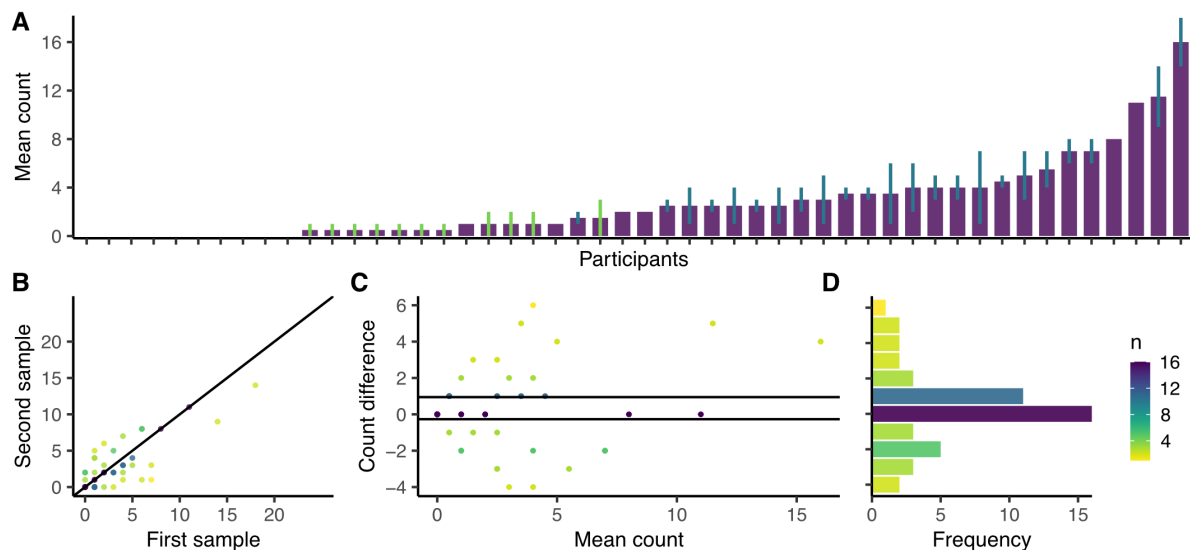 A
Mean count
16
12
8
4
0
Participants
B
Second sample
20
15
10
5
0
0 5 10 15 20
First sample
C
Count difference
6
4
2
0
−2
−4
0 5 10 15
Mean count
D
0 5 10 15
Frequency
n
16
12
8
4